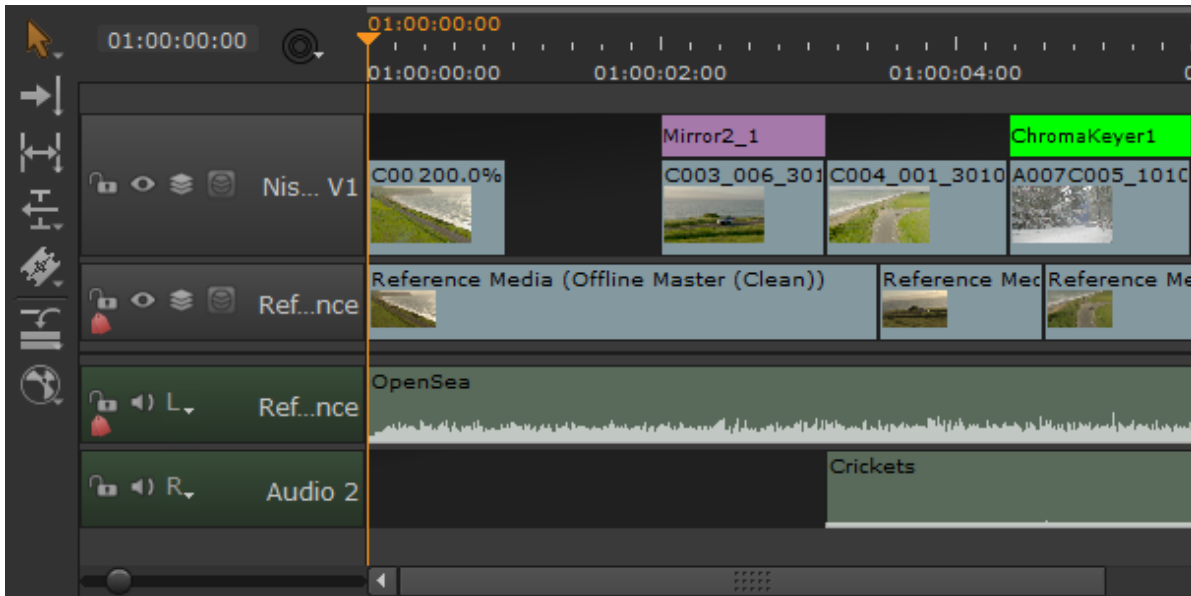 01:00:00:00
01:00:00:00
01:00:00:00 01:00:02:00 01:00:04:00
Mirror2_1 ChromaKeyer1
Nis... V1 C00 200.0% C003_006_301 C004_001_3010 A007C005_1010
Ref...nce Reference Media (Offline Master (Clean)) Reference Med Reference Me
L Ref...nce OpenSea
R Audio 2 Crickets